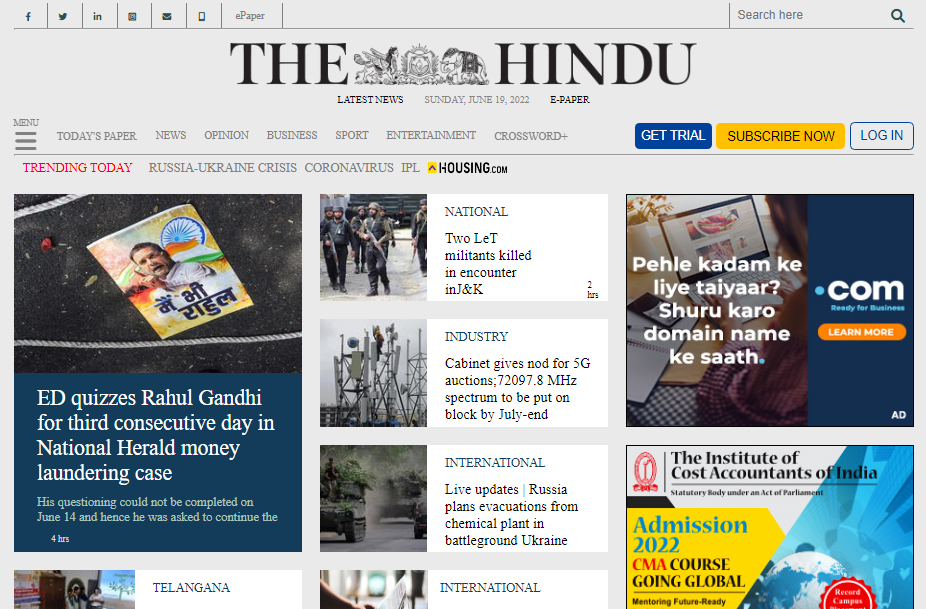 ePaper
Search here
THE HINDU
LATEST NEWS SUNDAY, JUNE 19, 2022 E-PAPER
MENU
TODAY'S PAPER NEWS OPINION BUSINESS SPORT ENTERTAINMENT CROSSWORD+
GET TRIAL SUBSCRIBE NOW LOG IN
TRENDING TODAY RUSSIA-UKRAINE CRISIS CORONAVIRUS IPL HOUSING.COM
मैं भी
राहुल
ED quizzes Rahul Gandhi
for third consecutive day in
National Herald money
laundering case
His questioning could not be completed on
June 14 and hence he was asked to continue the
4 hrs
TELANGANA
NATIONAL
Two LeT
militants killed
in encounter
inJ&K
2
hrs
INDUSTRY
Cabinet gives nod for 5G
auctions;72097.8 MHz
spectrum to be put on
block by July-end
INTERNATIONAL
Live updates | Russia
plans evacuations from
chemical plant in
battleground Ukraine
INTERNATIONAL
Pehle kadam ke
liye taiyaar?
Shuru karo
domain name
ke saath.
.com
Ready for Business
LEARN MORE
AD
The Institute of
Cost Accountants of India
Statutory Body under an Act of Parliament
Admission
2022
CMA COURSE
GOING GLOBAL
Mentoring Future-Ready
Record
Campus